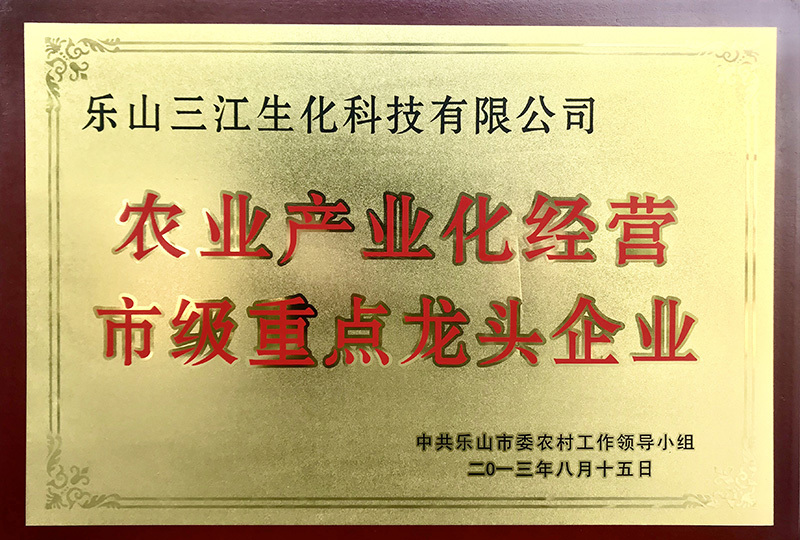 乐山三江生化科技有限公司
农业产业化经营
市级重点龙头企业
中共乐山市委农村工作领导小组
二0一三年八月十五日